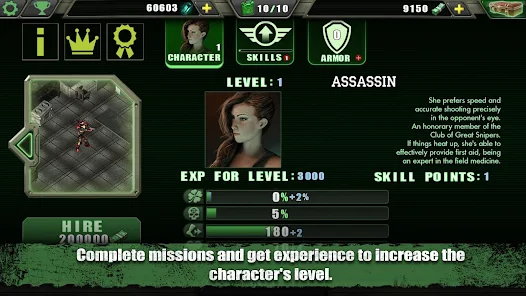 60603 +
10/10
9150 +
1
CHARACTER
SKILLS 1
0
ARMOR +
LEVEL:1
ASSASSIN
She prefers speed and
accurate shooting precisely
in the opponent's eye.
An honorary member of the
Club of Great Snipers.
If things heat up, she's able to
effectively provide first aid, being
an expert in the field medicine.
EXP FOR LEVEL:3000
SKILL POINTS:1
0%+2%
5%
180+2
HIRE
200000
Complete missions and get experience to increase the
character's level.